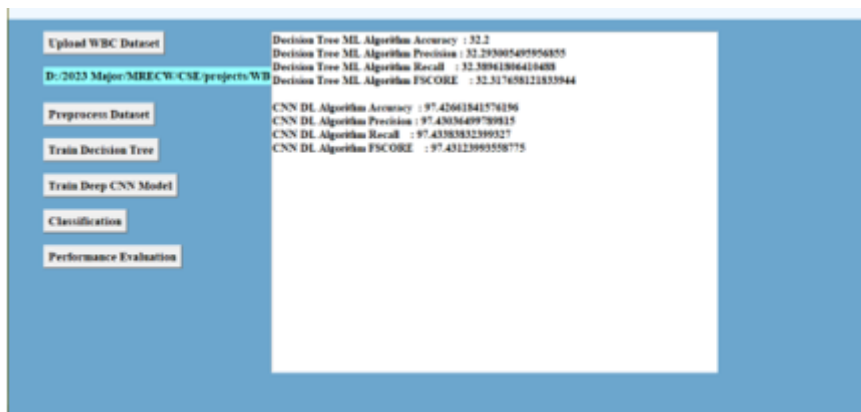 Upload WBC Dataset
D:/2023 Major/MRECW/CSE/projects/WB
Preprocess Dataset
Train Decision Tree
Train Deep CNN Model
Classification
Performance Evaluation
Decision Tree ML Algorithm Accuracy : 32.2
Decision Tree ML Algorithm Precision : 32.293005495956855
Decision Tree ML Algorithm Recall : 32.38961806410488
Decision Tree ML Algorithm FSCORE : 32.317658121833944
CNN DL Algorithm Accuracy : 97.42661841576196
CNN DL Algorithm Precision : 97.43036499789815
CNN DL Algorithm Recall : 97.43383832399327
CNN DL Algorithm FSCORE : 97.43123993558775